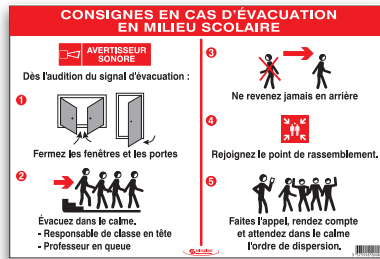 CONSIGNES EN CAS D'ÉVACUATION
EN MILIEU SCOLAIRE
AVERTISSEUR
SONORE
Dès l'audition du signal d'évacuation :
1
Fermez les fenêtres et les portes
2
Évacuez dans le calme.
- Responsable de classe en tête
- Professeur en queue
3
Ne revenez jamais en arrière
4
Rejoignez le point de rassemblement.
5
Faites l'appel, rendez compte
et attendez dans le calme
l'ordre de dispersion.